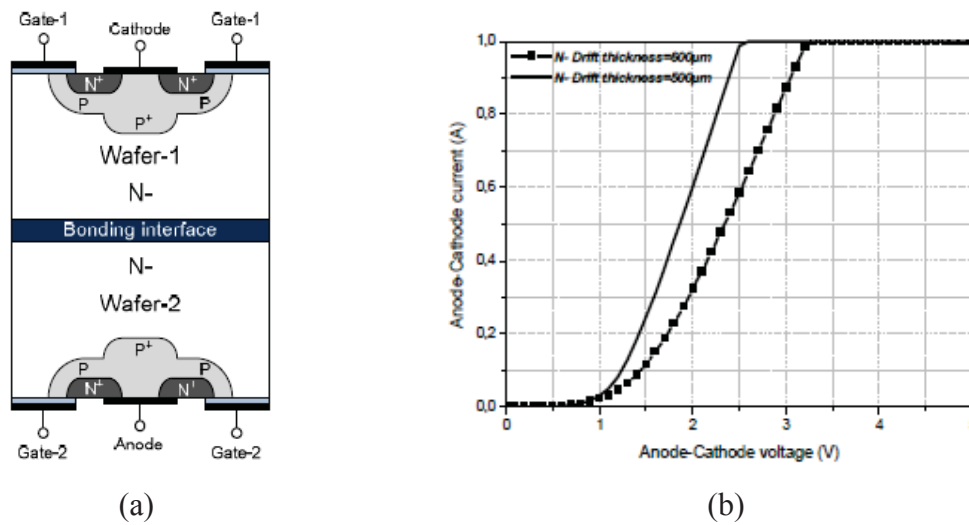 Gate-1
Cathode
Gate-1
N+
N+
P
P
P+
Wafer-1
N-
Bonding interface
N-
Wafer-2
P+
P
P
N+
N+
Gate-2
Anode
Gate-2
(a)
Anode-Cathode current (A)
1,0
0,8
0,6
0,4
0,2
0,0
N- Drift thickness=600µm
N- Drift thickness=500µm
0
1
2
3
4
Anode-Cathode voltage (V)
(b)